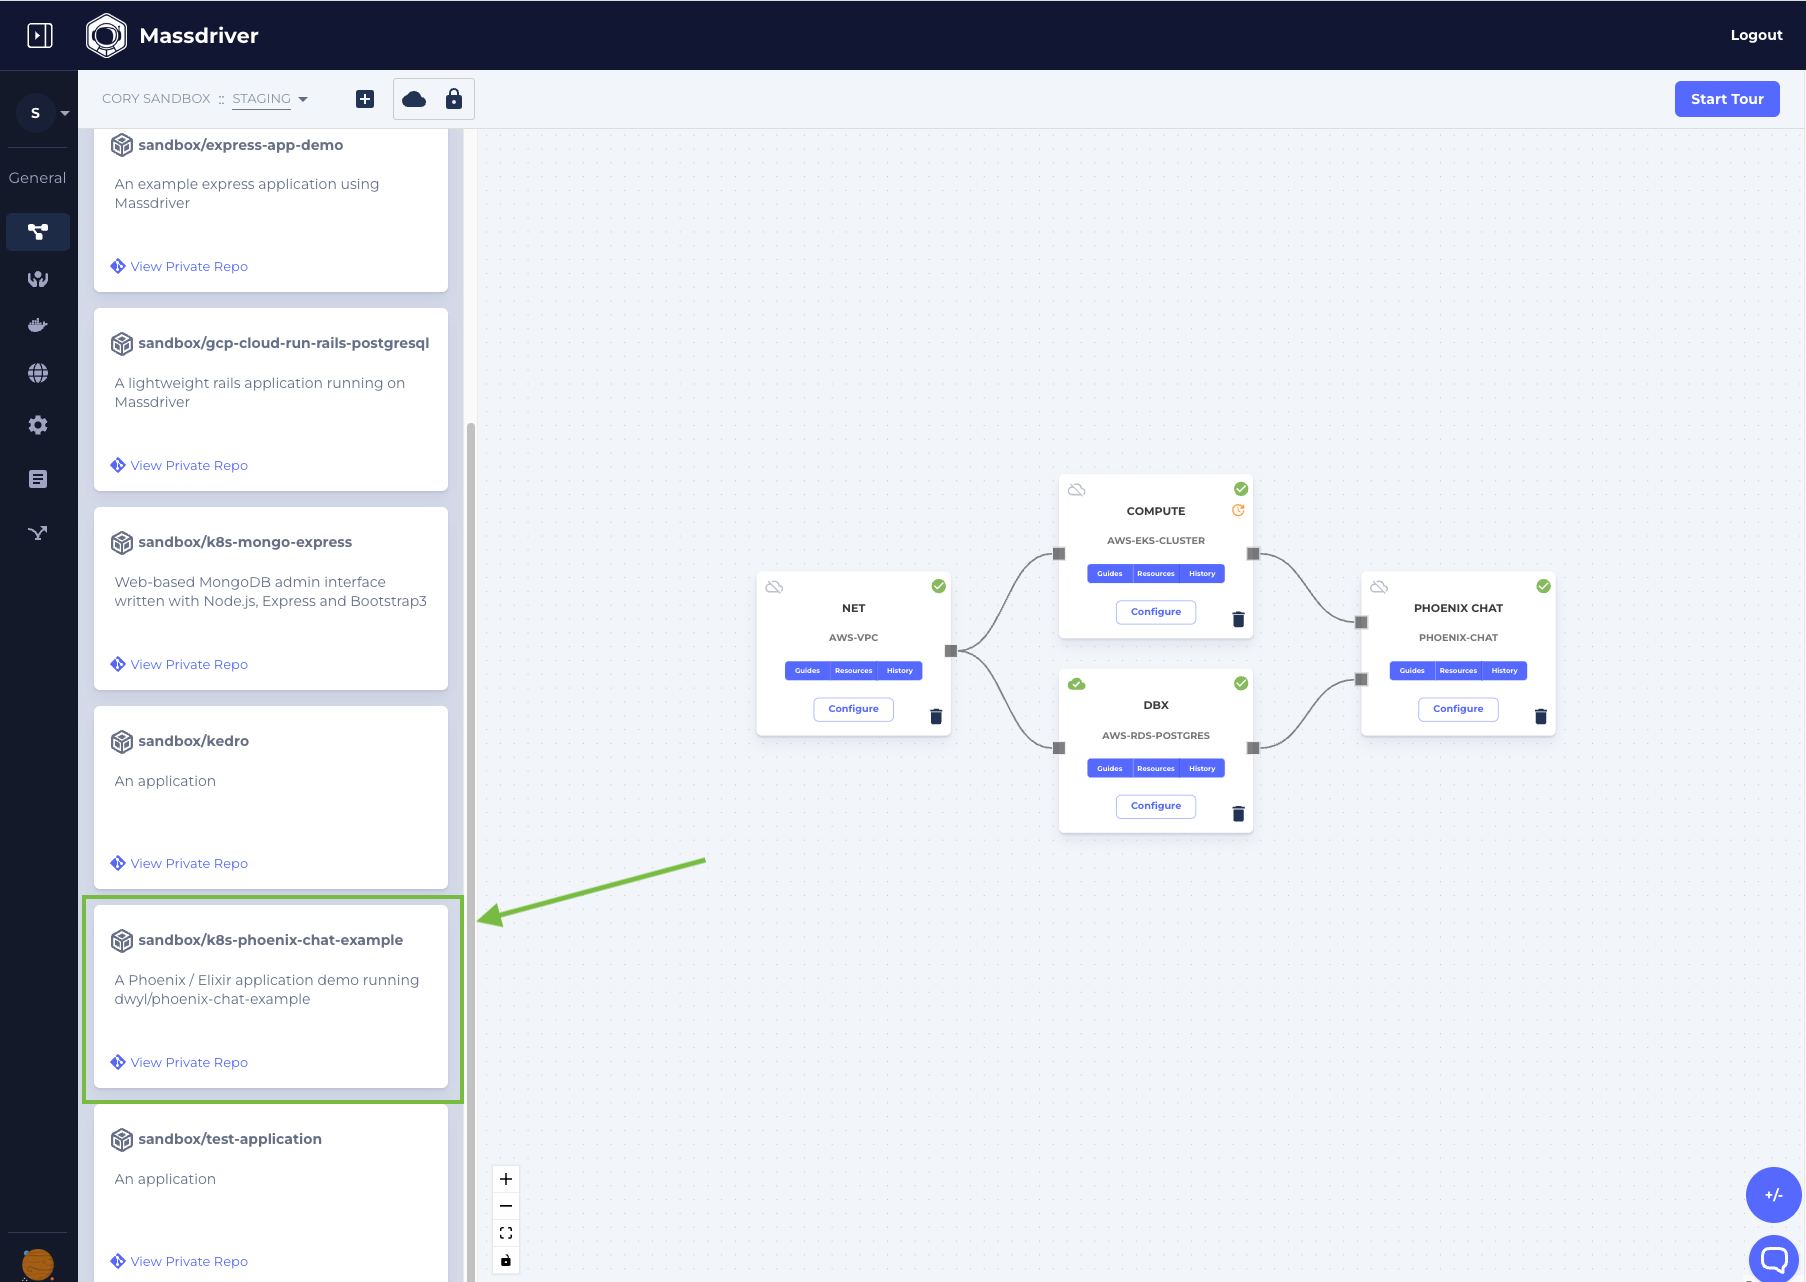 Massdriver
Logout
S
CORY SANDBOX :: STAGING
Start Tour
General
sandbox/express-app-demo
An example express application using
Massdriver
View Private Repo
sandbox/gcp-cloud-run-rails-postgresql
A lightweight rails application running on
Massdriver
View Private Repo
sandbox/k8s-mongo-express
Web-based MongoDB admin interface
written with Node.js, Express and Bootstrap3
View Private Repo
sandbox/kedro
An application
View Private Repo
sandbox/k8s-phoenix-chat-example
A Phoenix / Elixir application demo running
dwyl/phoenix-chat-example
View Private Repo
sandbox/test-application
An application
View Private Repo
NET
AWS-VPC
Guides Resources History
Configure
COMPUTE
AWS-EKS-CLUSTER
Guides Resources History
Configure
DBX
AWS-RDS-POSTGRES
Guides Resources History
Configure
PHOENIX CHAT
PHOENIX-CHAT
Guides Resources History
Configure
+/-